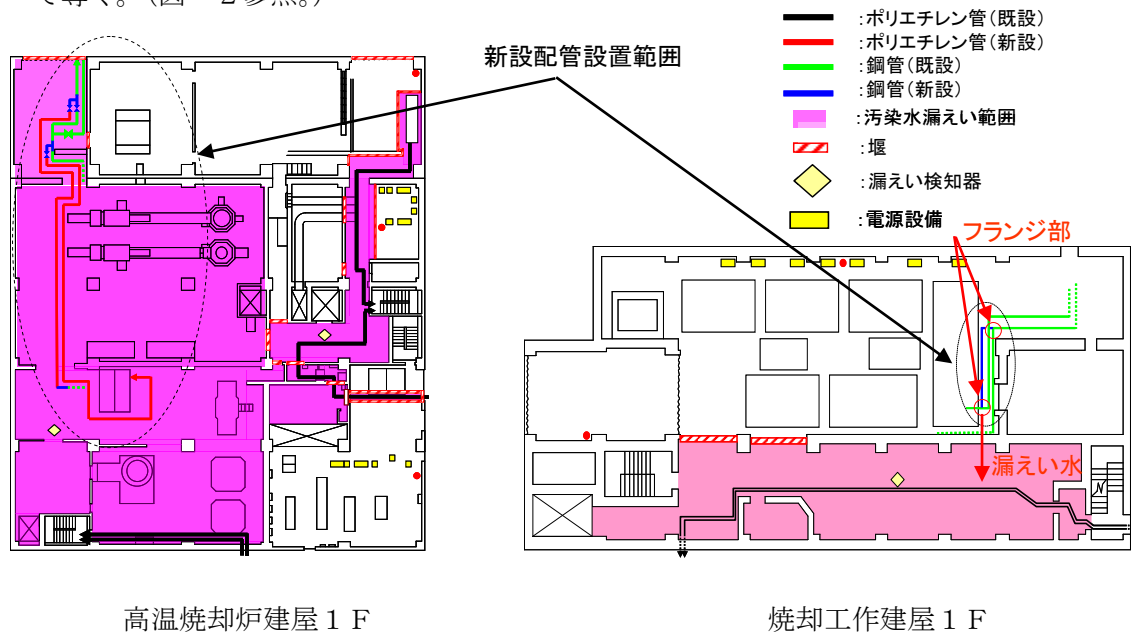 て導く。（図－２参照。）
:ポリエチレン管(既設)
:ポリエチレン管(新設)
:鋼管(既設)
:鋼管(新設)
:汚染水漏えい範囲
:堰
:漏えい検知器
:電源設備
新設配管設置範囲
フランジ部
漏えい水
高温焼却炉建屋１Ｆ
焼却工作建屋１Ｆ